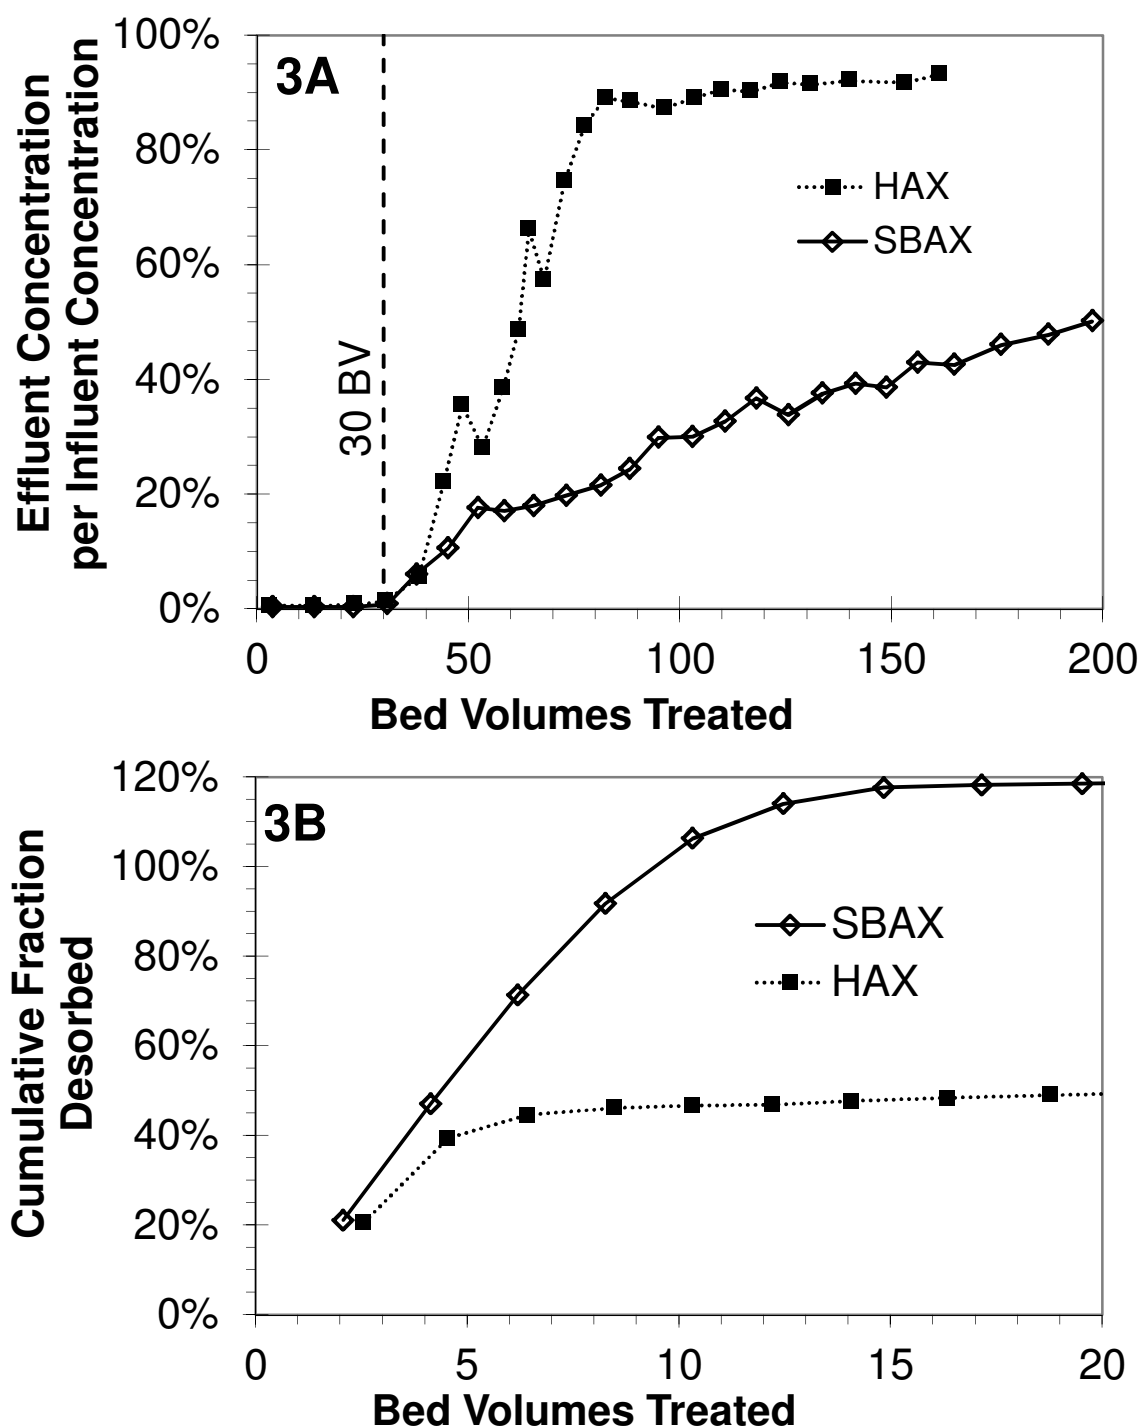 100%
80%
60%
40%
20%
0%
Effluent Concentration
per Influent Concentration
3A
30 BV
HAX
SBAX
0 50 100 150 200
Bed Volumes Treated
120%
100%
80%
60%
40%
20%
0%
Cumulative Fraction
Desorbed
3B
SBAX
HAX
0 5 10 15 20
Bed Volumes Treated